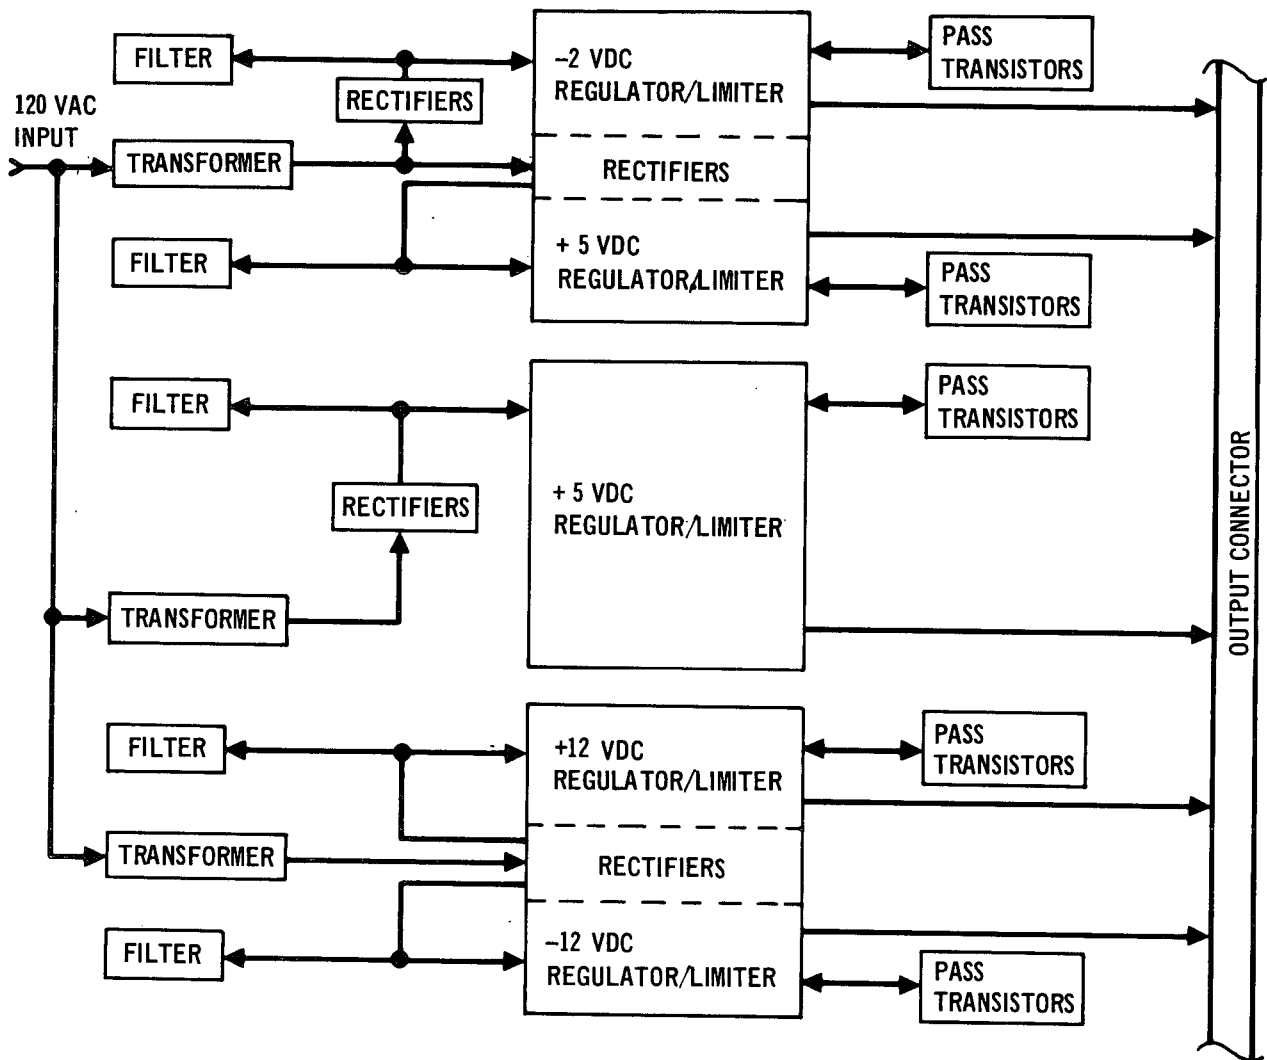 FILTER
-2 VDC
REGULATOR/LIMITER
PASS
TRANSISTORS
RECTIFIERS
120 VAC
INPUT
TRANSFORMER
RECTIFIERS
FILTER
+ 5 VDC
REGULATOR/LIMITER
PASS
TRANSISTORS
FILTER
PASS
TRANSISTORS
RECTIFIERS
+ 5 VDC
REGULATOR/LIMITER
OUTPUT CONNECTOR
TRANSFORMER
FILTER
+12 VDC
REGULATOR/LIMITER
PASS
TRANSISTORS
TRANSFORMER
RECTIFIERS
FILTER
-12 VDC
REGULATOR/LIMITER
PASS
TRANSISTORS